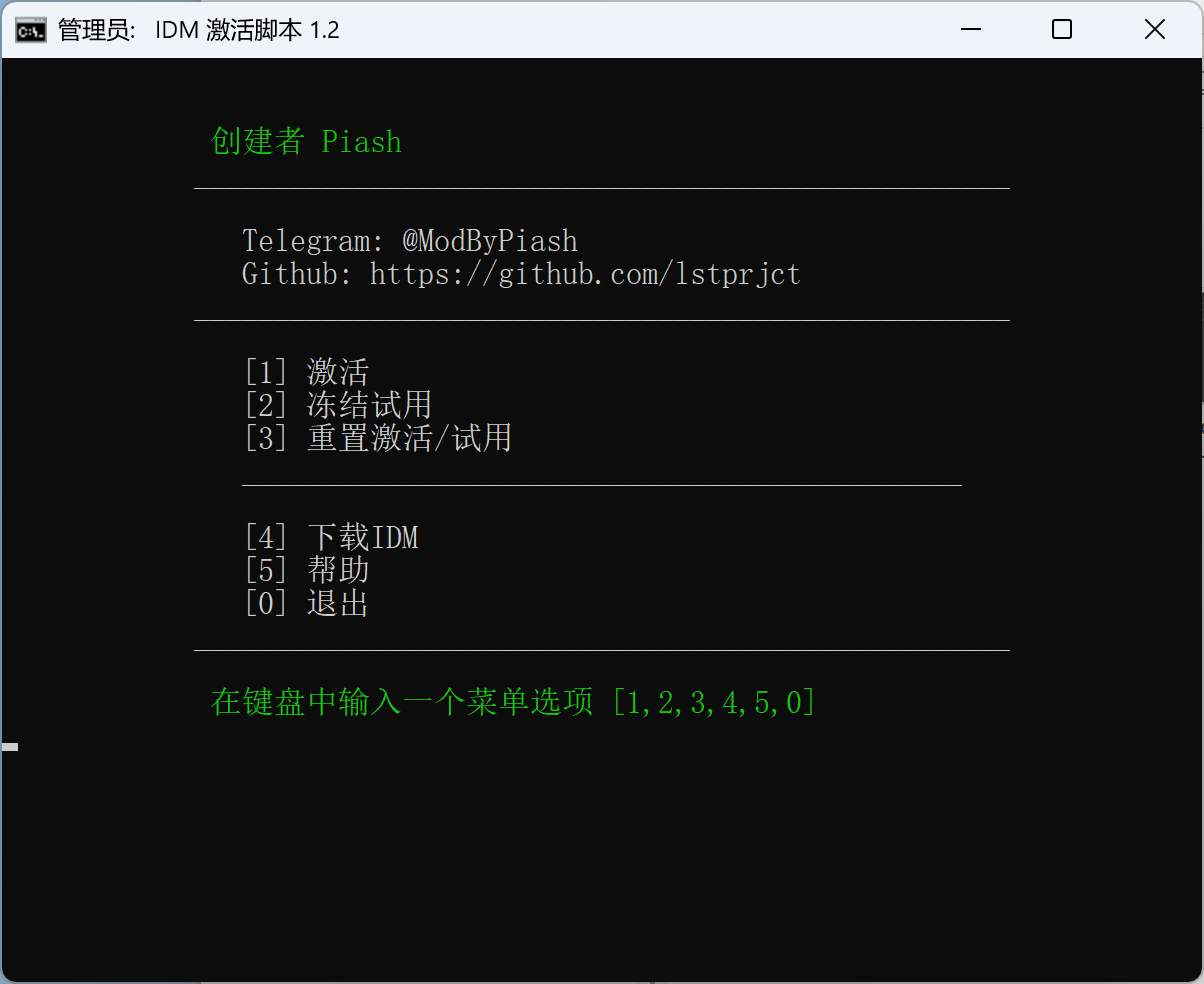 管理员: IDM 激活脚本 1.2
创建者 Piash
Telegram: @ModByPiash
Github: https://github.com/lstprjct
[1] 激活
[2] 冻结试用
[3] 重置激活/试用
[4] 下载IDM
[5] 帮助
[0] 退出
在键盘中输入一个菜单选项 [1,2,3,4,5,0]